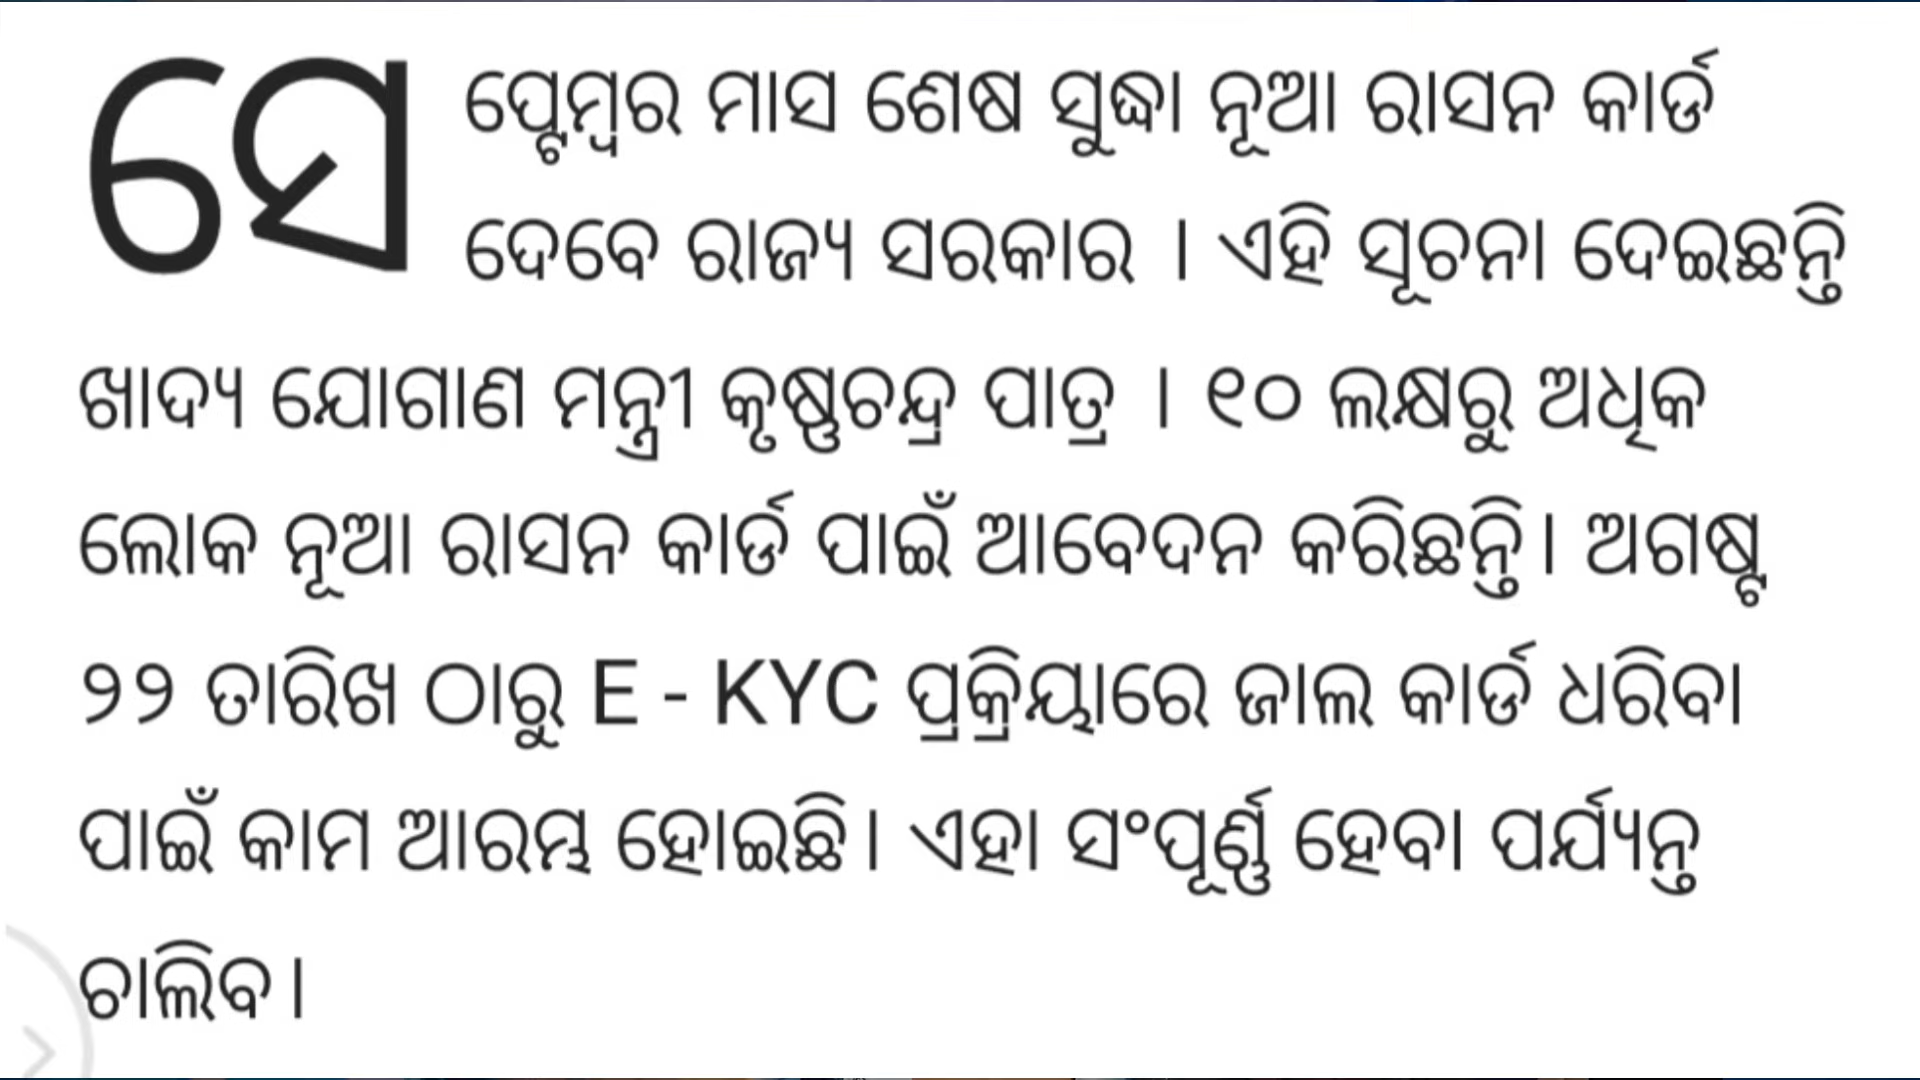 ସେପ୍ଟେମ୍ବର ମାସ ଶେଷ ସୁଦ୍ଧା ନୂଆ ରାସନ କାର୍ଡ
ଦେବେ ରାଜ୍ୟ ସରକାର । ଏହି ସୂଚନା ଦେଇଛନ୍ତି
ଖାଦ୍ୟ ଯୋଗାଣ ମନ୍ତ୍ରୀ କୃଷ୍ଣଚନ୍ଦ୍ର ପାତ୍ର । ୧୦ ଲକ୍ଷରୁ ଅଧିକ
ଲୋକ ନୂଆ ରାସନ କାର୍ଡ ପାଇଁ ଆବେଦନ କରିଛନ୍ତି। ଅଗଷ୍ଟ
୨୨ ତାରିଖ ଠାରୁ E - KYC ପ୍ରକ୍ରିୟାରେ ଜାଲ କାର୍ଡ ଧରିବା
ପାଇଁ କାମ ଆରମ୍ଭ ହୋଇଛି। ଏହା ସଂପୂର୍ଣ୍ଣ ହେବା ପର୍ଯ୍ୟନ୍ତ
ଚାଲିବ।